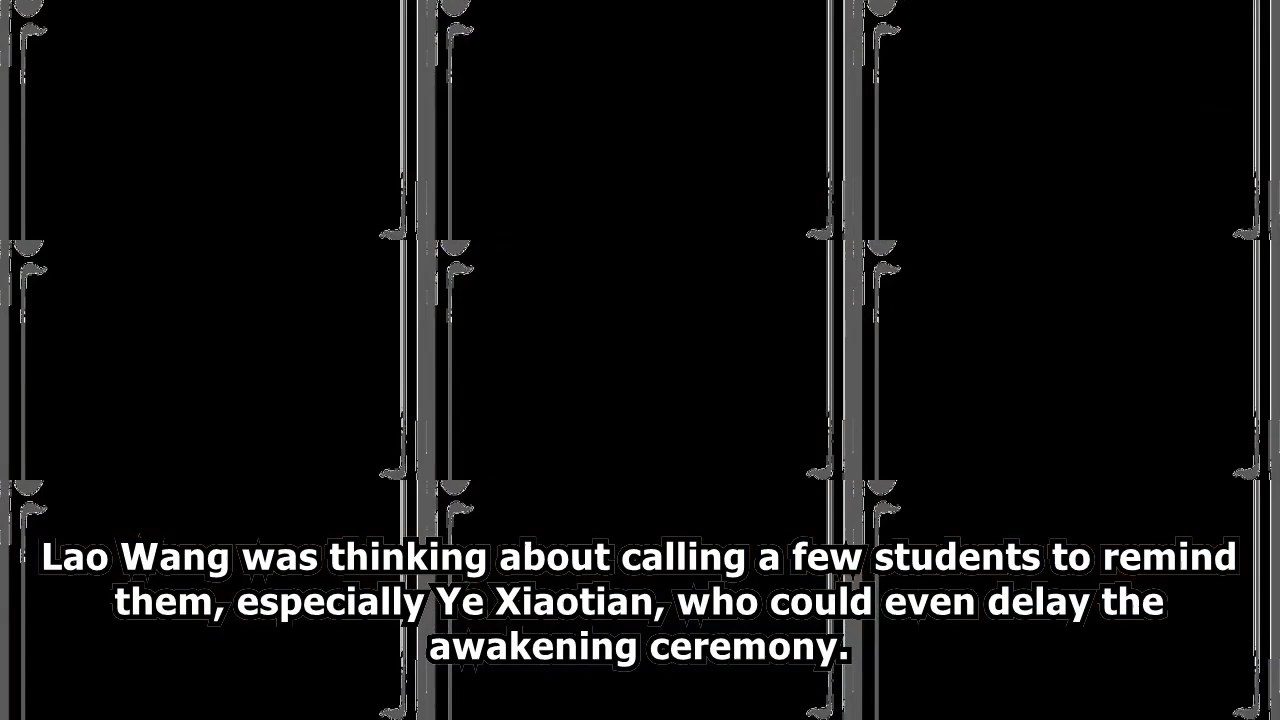 Lao Wang was thinking about calling a few students to remind
them, especially Ye Xiaotian, who could even delay the
awakening ceremony.